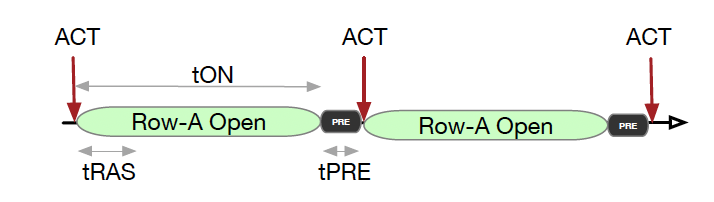 ACT ACT ACT
tON
Row-A Open PRE Row-A Open PRE
tRAS tPRE